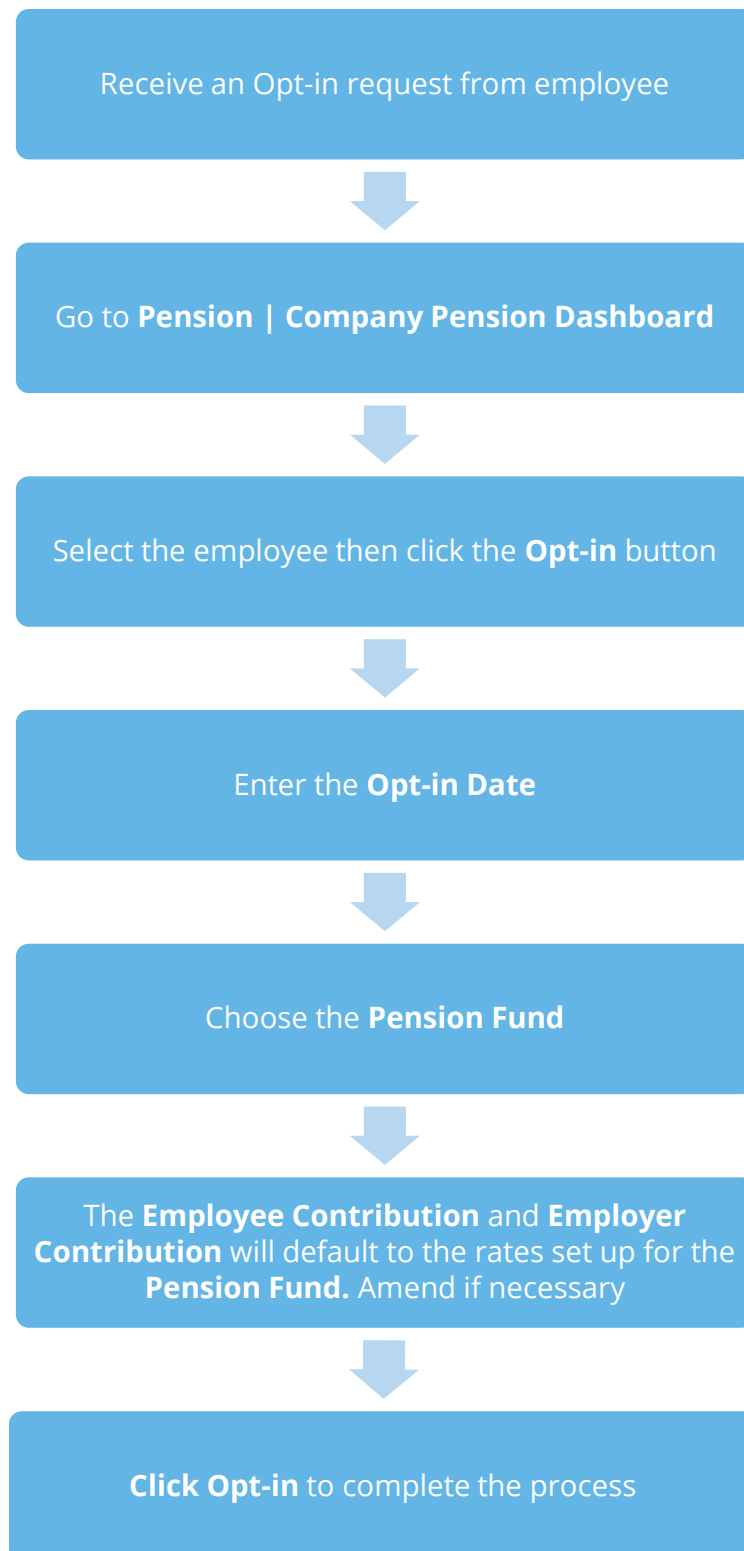 Receive an Opt-in request from employee
Go to Pension | Company Pension Dashboard
Select the employee then click the Opt-in button
Enter the Opt-in Date
Choose the Pension Fund
The Employee Contribution and Employer
Contribution will default to the rates set up for the
Pension Fund. Amend if necessary
Click Opt-in to complete the process